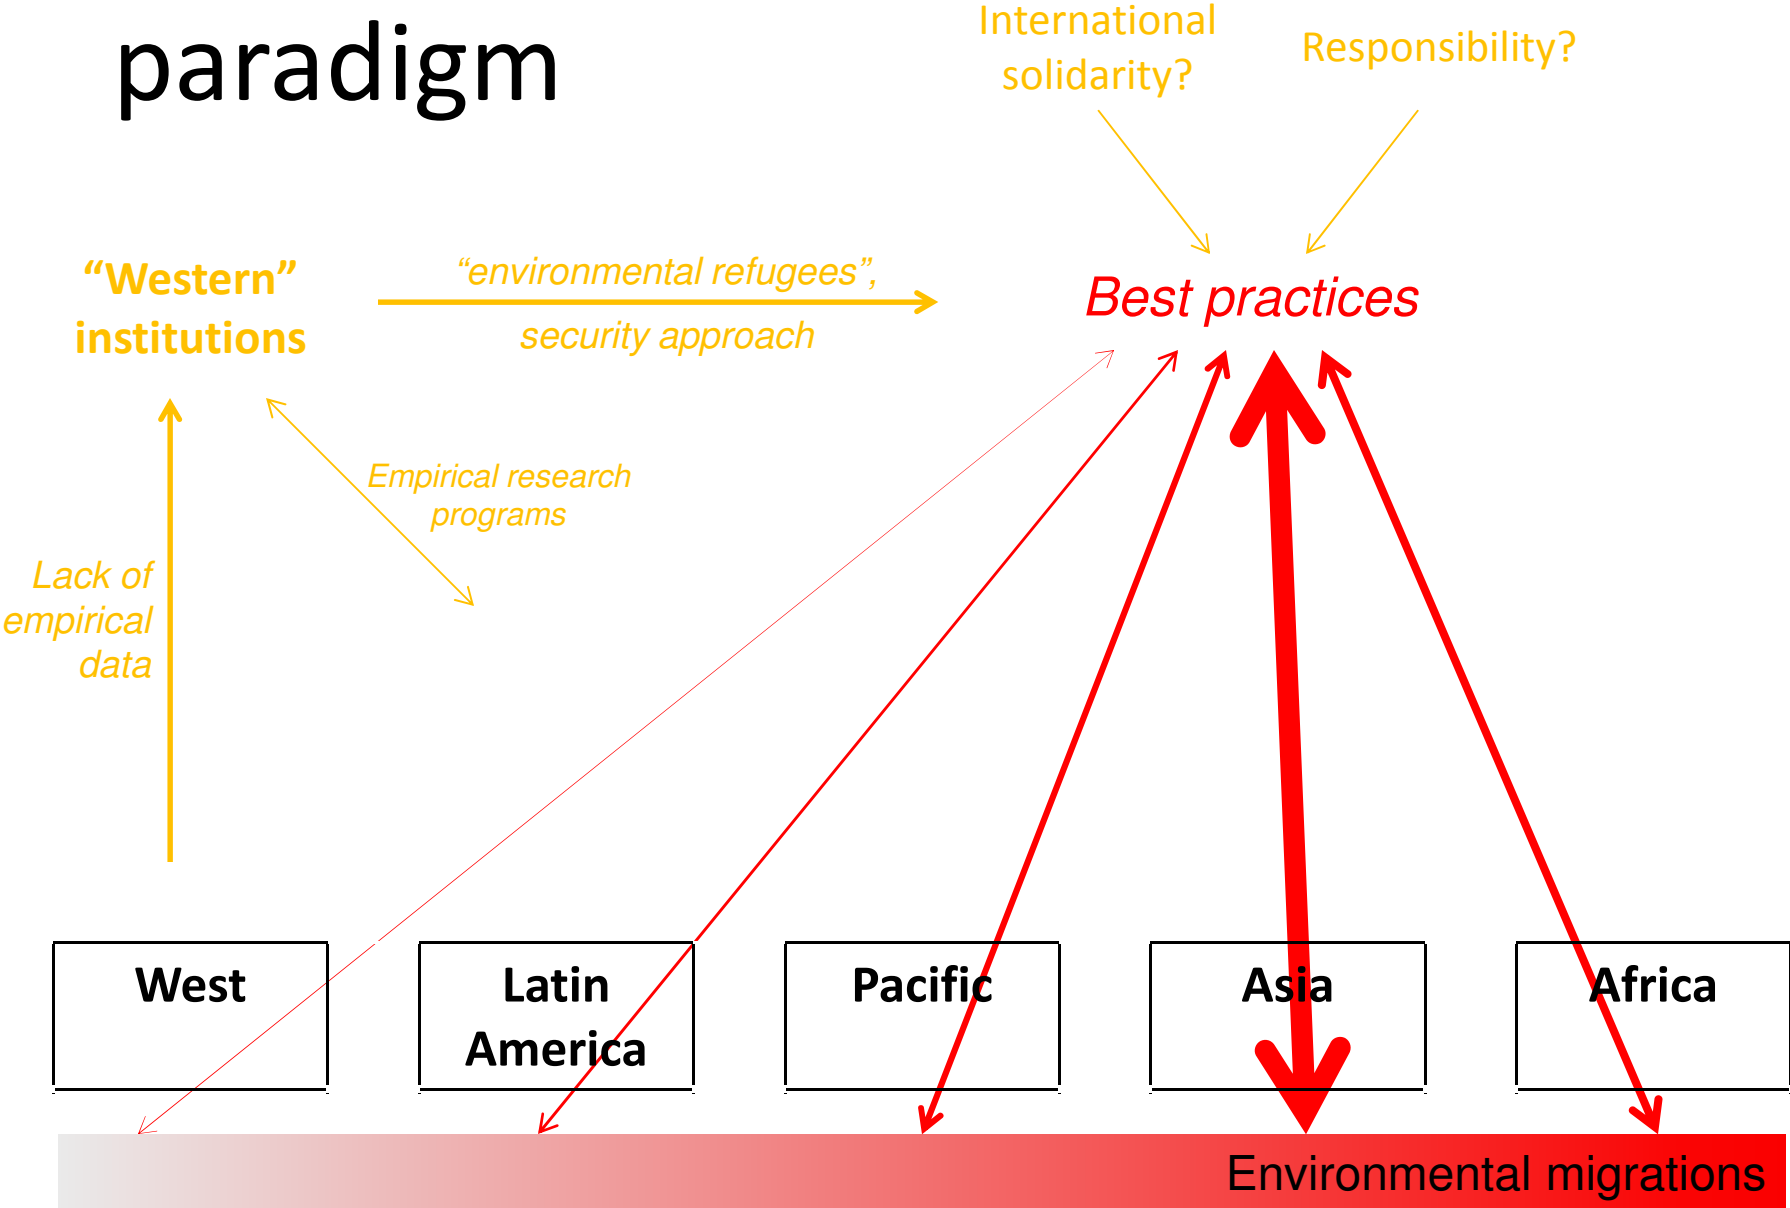 paradigm
International
solidarity?
Responsibility?
“Western”
institutions
“environmental refugees”,
security approach
Best practices
Empirical research
programs
Lack of
empirical
data
West
Latin
America
Pacific
Asia
Africa
Environmental migrations